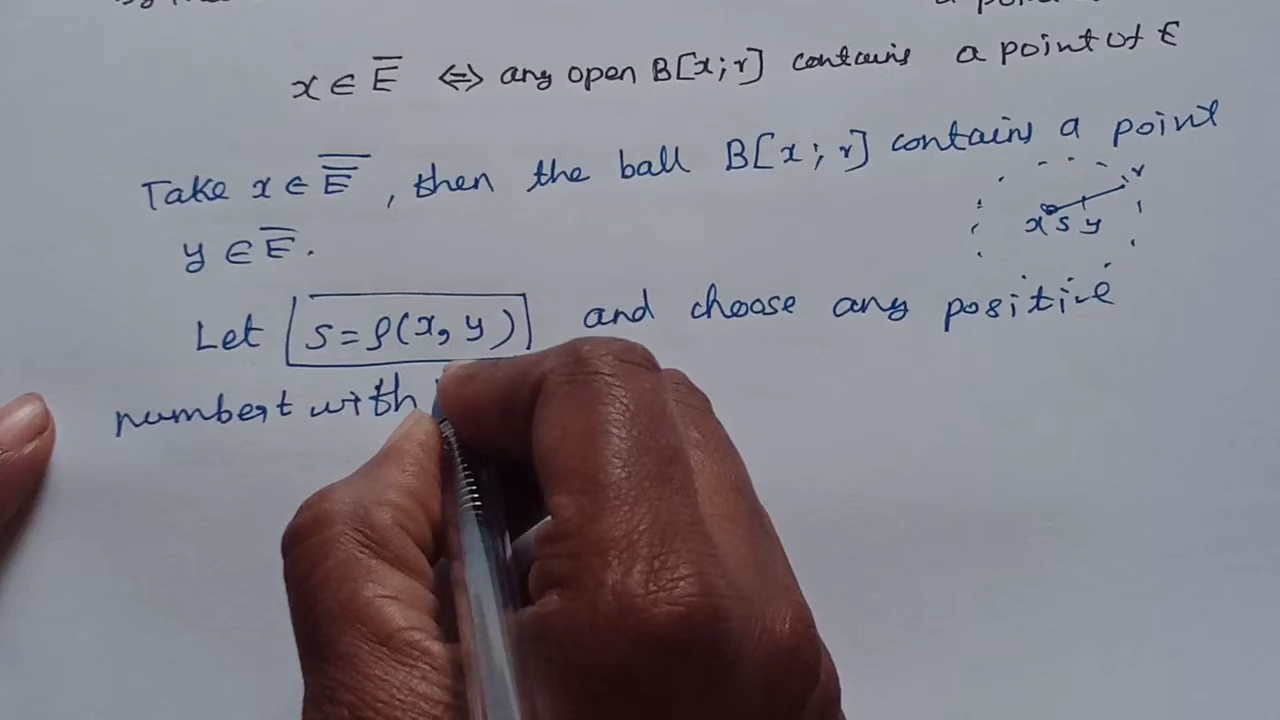 x ∈ E̅ ⇔ any open B[x; r] contains a point of E
Take x ∈ E̿, then the ball B[x; r] contains a point
y ∈ E̅.
r
x s y
Let s = ρ(x, y) and choose any positive
number t with